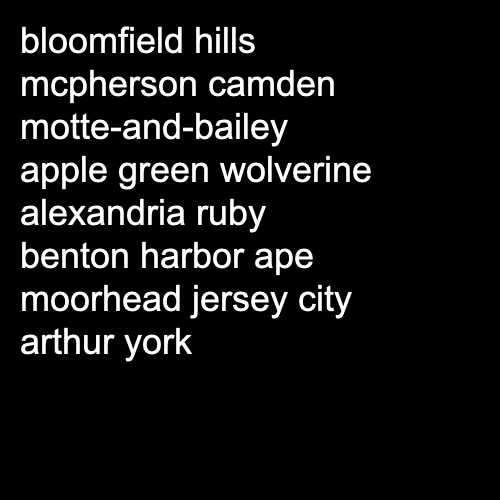 bloomfield hills
mcpherson camden
motte-and-bailey
apple green wolverine
alexandria ruby
benton harbor ape
moorhead jersey city
arthur york